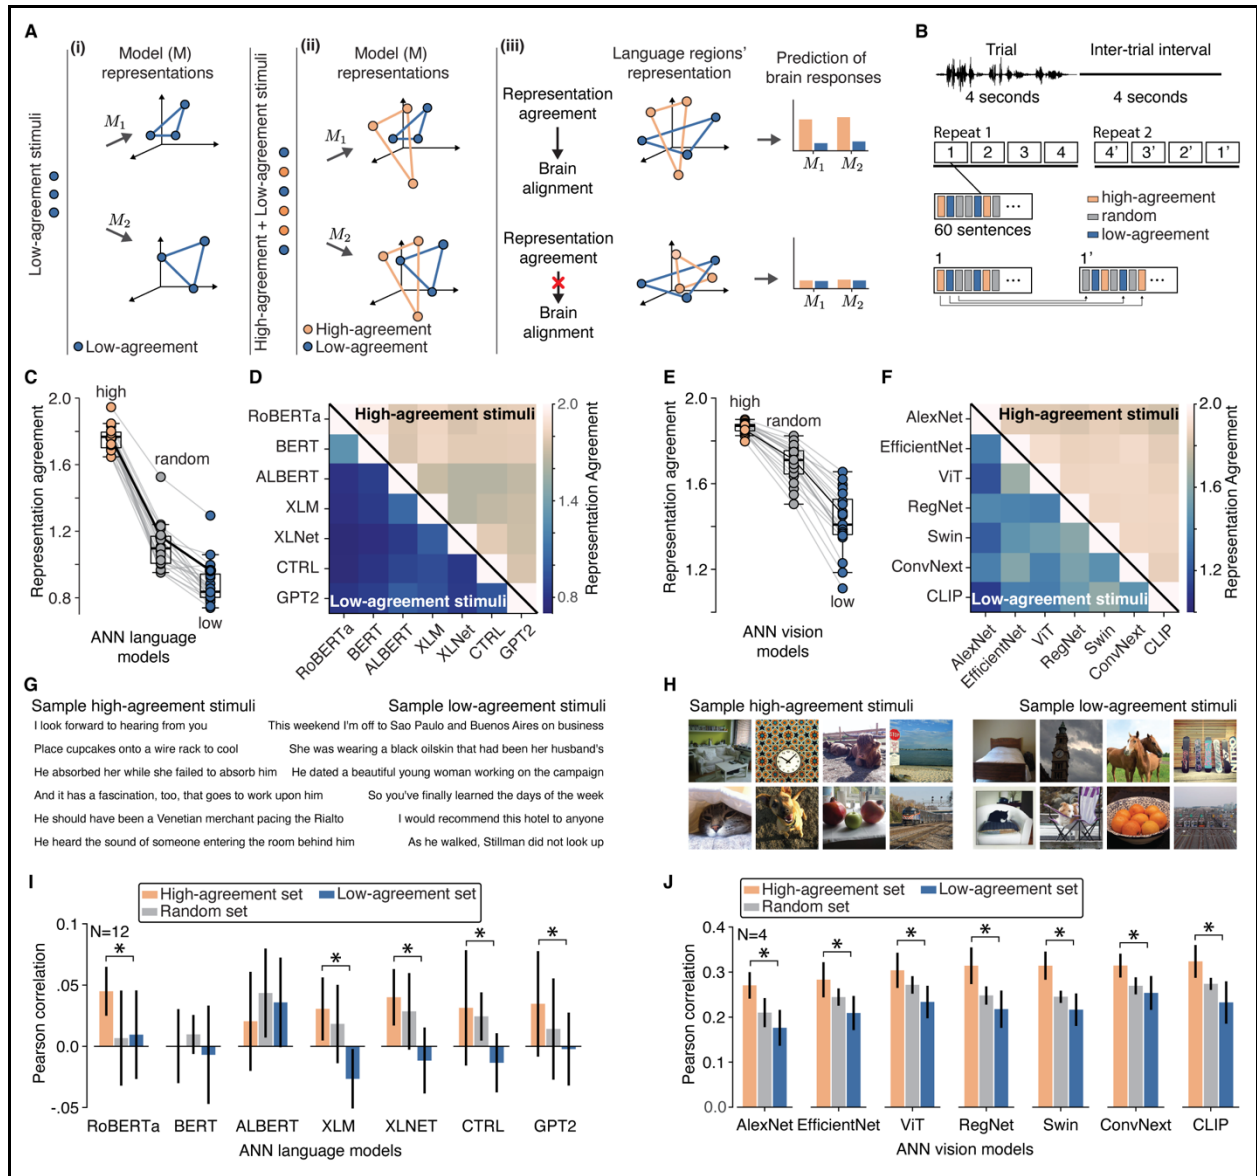 A
(i)
Model (M)
representations
Low-agreement stimuli
M1
M2
Low-agreement
High-agreement + Low-agreement stimuli
(ii)
Model (M)
representations
M1
M2
High-agreement
Low-agreement
(iii)
Language regions'
representation
Prediction of
brain responses
Representation
agreement
Brain
alignment
M1 M2
Representation
agreement
Brain
alignment
M1 M2
B
Trial
Inter-trial interval
4 seconds
4 seconds
Repeat 1
Repeat 2
1 2 3 4
4' 3' 2' 1'
...
60 sentences
high-agreement
random
low-agreement
1
1'
...
...
C
Representation agreement
2.0
1.6
1.2
0.8
high
random
low
ANN language
models
D
RoBERTa
BERT
ALBERT
XLM
XLNet
CTRL
GPT2
High-agreement stimuli
Low-agreement stimuli
RoBERTa
BERT
ALBERT
XLM
XLNet
CTRL
GPT2
2.0
1.4
0.8
Representation Agreement
E
Representation agreement
2.0
1.8
1.6
1.4
1.2
high
random
low
ANN vision
models
F
AlexNet
EfficientNet
ViT
RegNet
Swin
ConvNext
CLIP
High-agreement stimuli
Low-agreement stimuli
AlexNet
EfficientNet
ViT
RegNet
Swin
ConvNext
CLIP
2.0
1.6
1.2
Representation Agreement
G
Sample high-agreement stimuli
I look forward to hearing from you
Place cupcakes onto a wire rack to cool
He absorbed her while she failed to absorb him
And it has a fascination, too, that goes to work upon him
He should have been a Venetian merchant pacing the Rialto
He heard the sound of someone entering the room behind him
Sample low-agreement stimuli
This weekend I'm off to Sao Paulo and Buenos Aires on business
She was wearing a black oilskin that had been her husband's
He dated a beautiful young woman working on the campaign
So you've finally learned the days of the week
I would recommend this hotel to anyone
As he walked, Stillman did not look up
H
Sample high-agreement stimuli
Sample low-agreement stimuli
I
High-agreement set
Low-agreement set
Random set
N=12
Pearson correlation
0.1
.05
0.0
-.05
* * * * *
RoBERTa BERT ALBERT XLM XLNET CTRL GPT2
ANN language models
J
High-agreement set
Low-agreement set
Random set
N=4
Pearson correlation
0.4
0.3
0.2
0.1
0.0
* * * * * * *
AlexNet EfficientNet ViT RegNet Swin ConvNext CLIP
ANN vision models